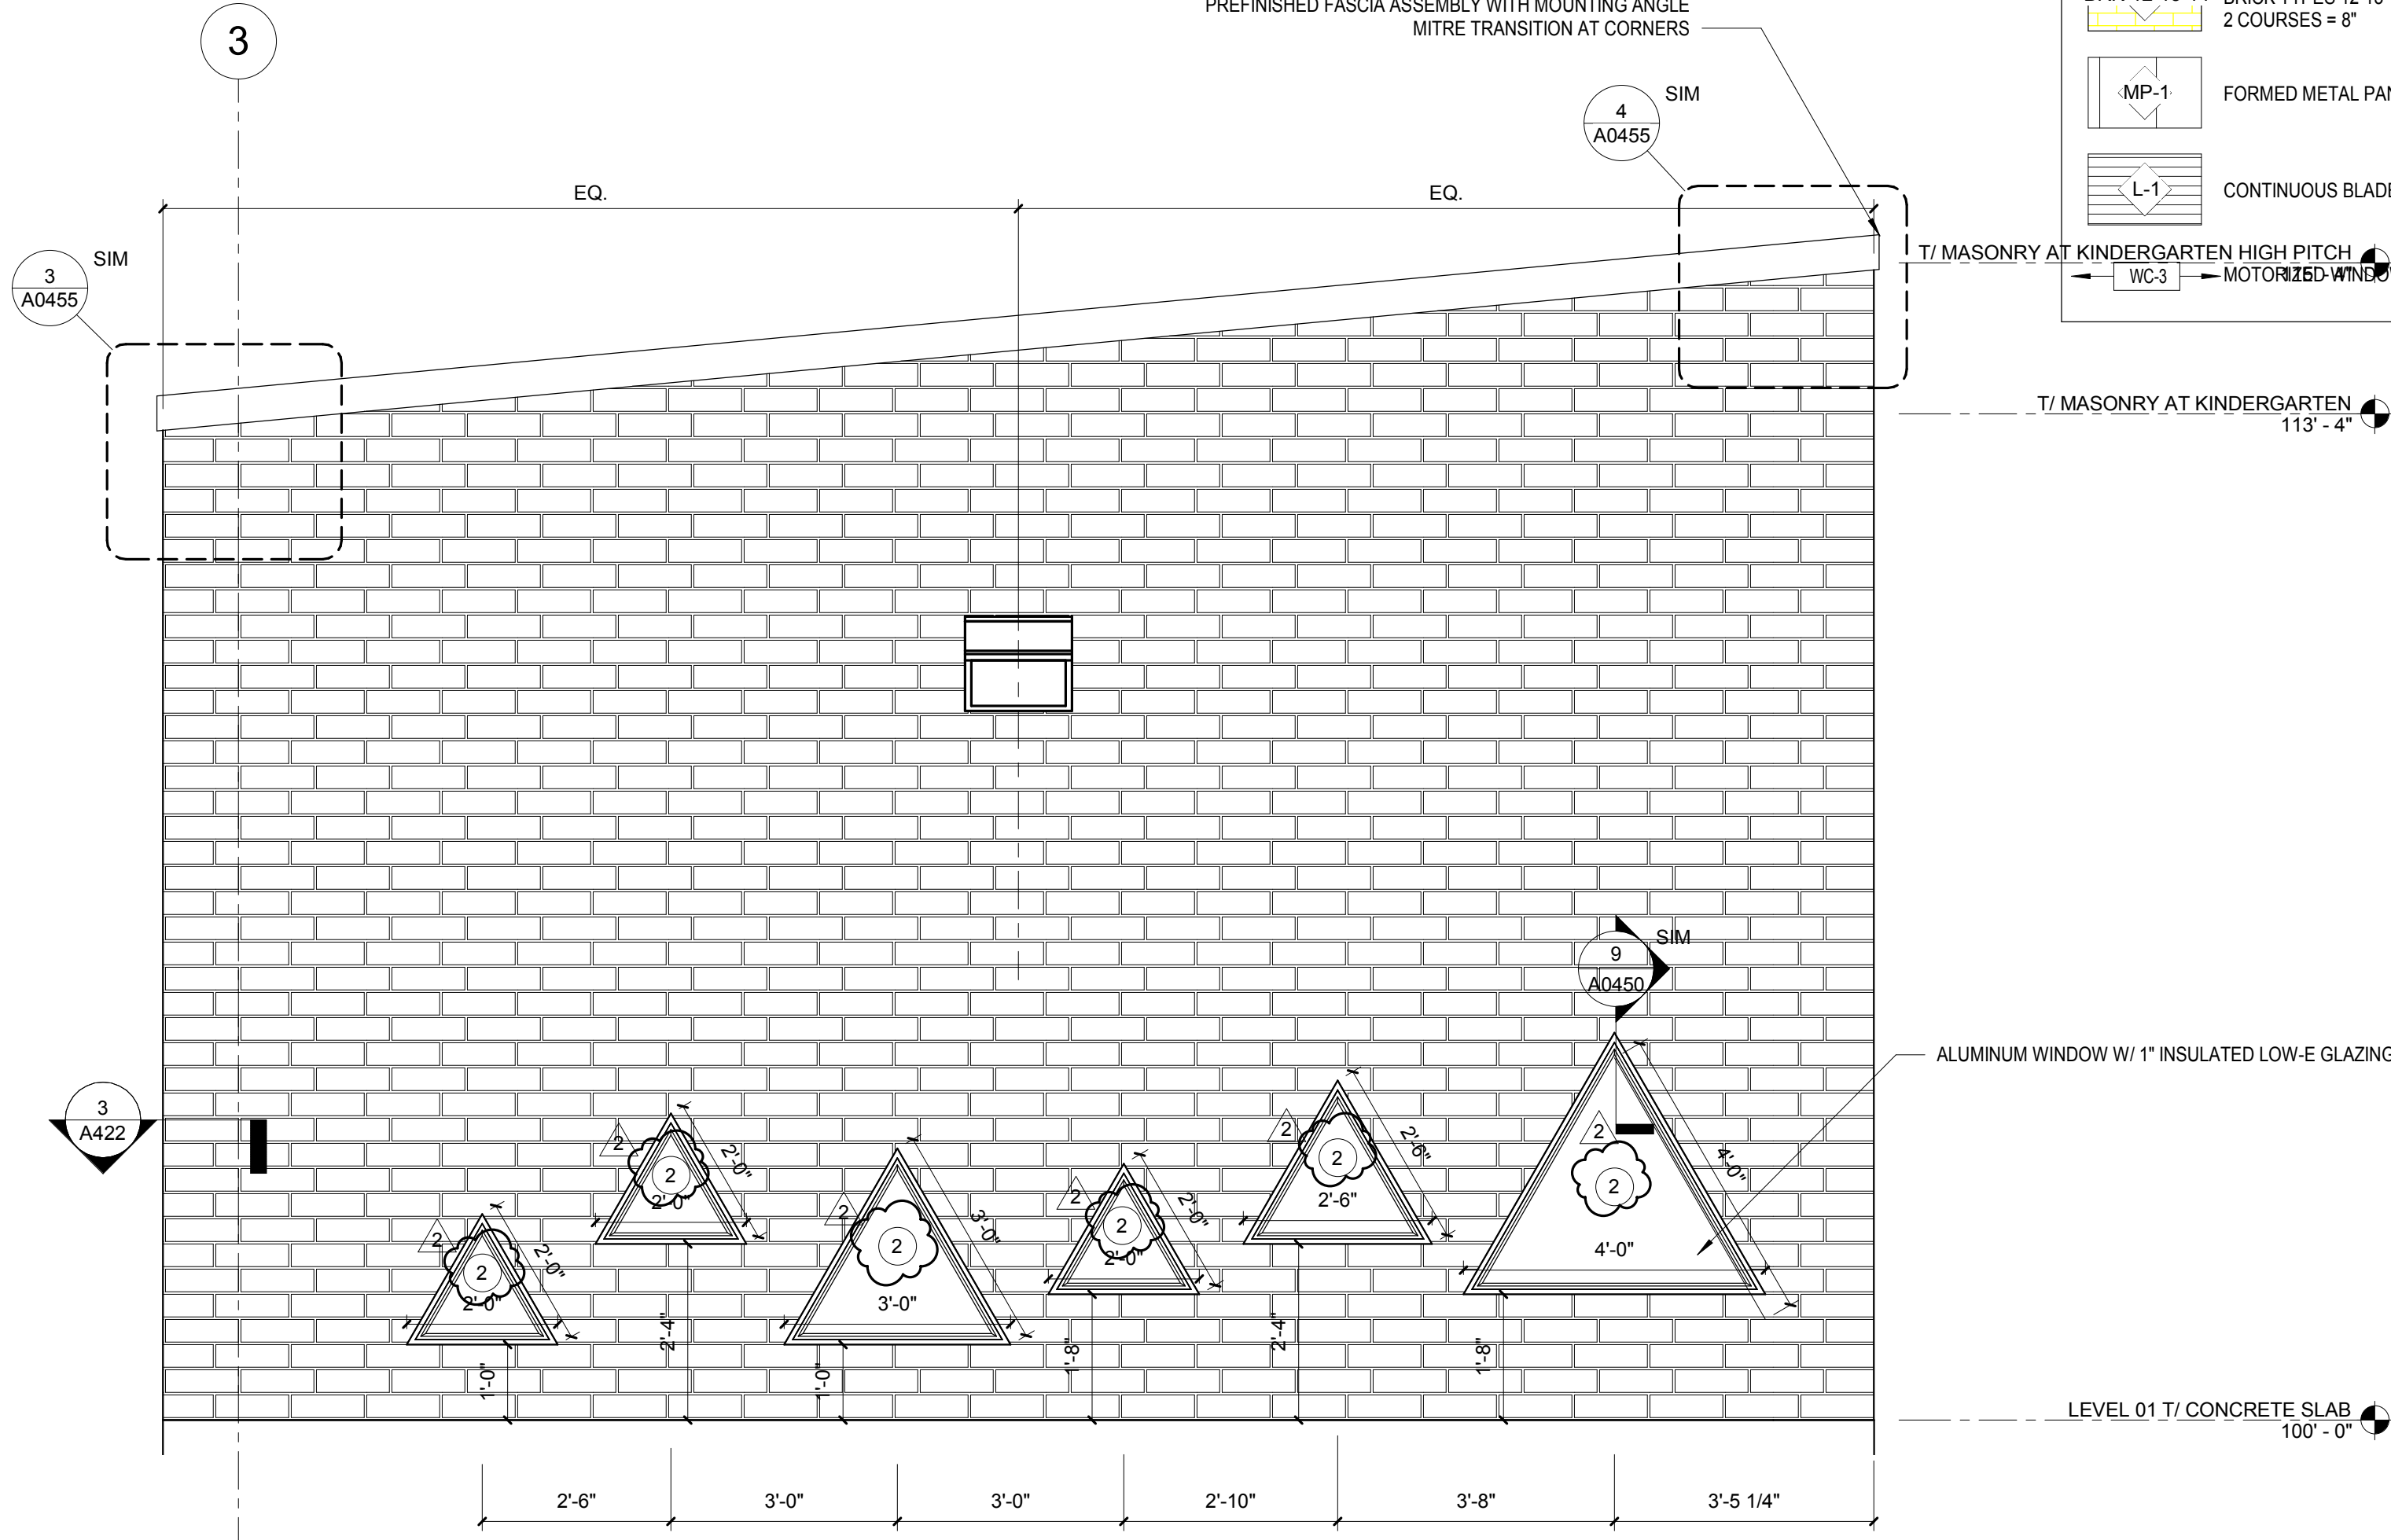 PREFINISHED FASCIA ASSEMBLY WITH MOUNTING ANGLE
MITRE TRANSITION AT CORNERS
2 COURSES = 8"
3
MP-1
FORMED METAL
4
A0455
SIM
L-1
CONTINUOUS
EQ.
EQ.
3
A0455
SIM
T/ MASONRY AT KINDERGARTEN HIGH PITCH
WC-3
MOTORIZED
T/ MASONRY AT KINDERGARTEN
113' - 4"
9
A0450
SIM
ALUMINUM WINDOW W/ 1" INSULATED LOW-E GLAZING
3
A422
2
2
2'-0"
2'-0"
2
2
2'-0"
2'-0"
2
2
3'-0"
3'-0"
2
2
2'-0"
2'-0"
2
2
2'-6"
2'-6"
2
2
4'-0"
4'-0"
1'-0"
2'-4"
1'-0"
1'-8"
2'-4"
1'-8"
LEVEL 01 T/ CONCRETE SLAB
100' - 0"
2'-6"
3'-0"
3'-0"
2'-10"
3'-8"
3'-5 1/4"